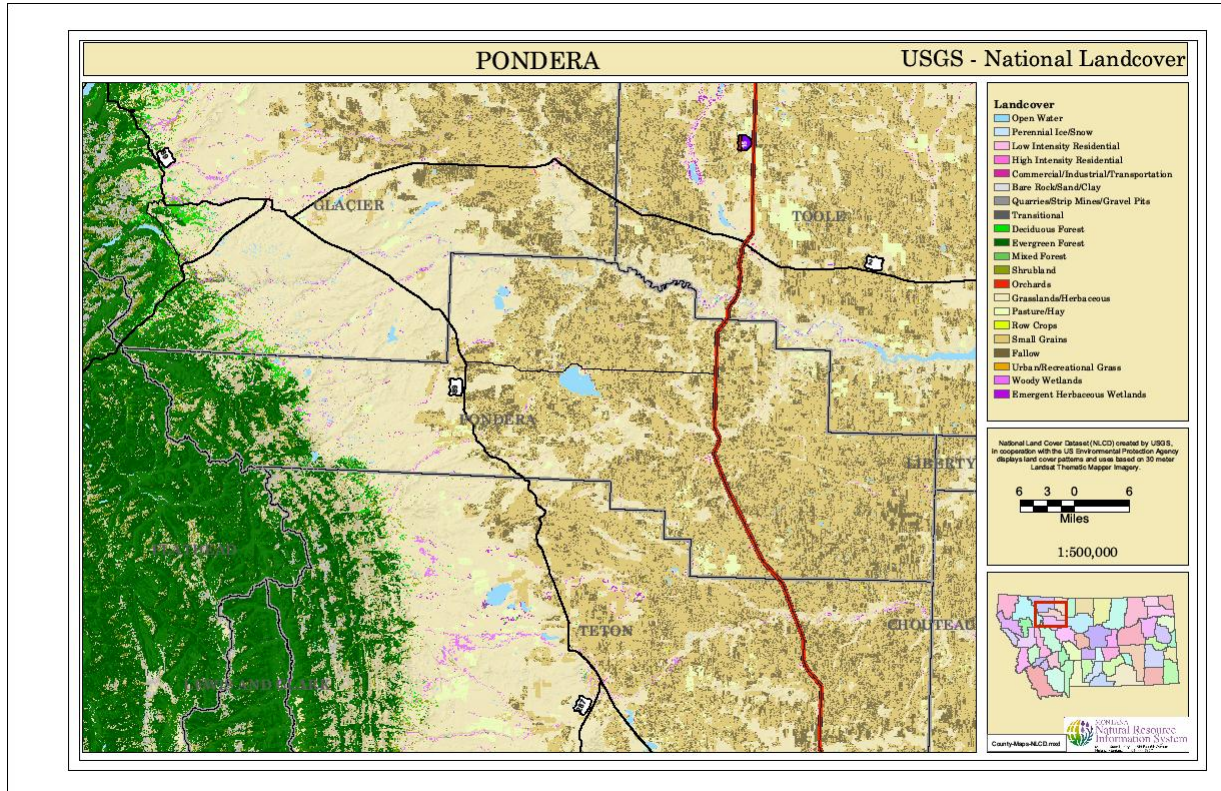 PONDERA
USGS - National Landcover
Landcover
Open Water
Perennial Ice/Snow
Low Intensity Residential
High Intensity Residential
Commercial/Industrial/Transportation
Bare Rock/Sand/Clay
Quarries/Strip Mines/Gravel Pits
Transitional
Deciduous Forest
Evergreen Forest
Mixed Forest
Shrubland
Orchards
Grasslands/Herbaceous
Pasture/Hay
Row Crops
Small Grains
Fallow
Urban/Recreational Grass
Woody Wetlands
Emergent Herbaceous Wetlands
GLACIER
TOOLE
2
PONDERA
LIBERTY
FLATHEAD
TETON
CHOUTEAU
LEWIS AND CLARK
National Land Cover Dataset (NLCD) created by USGS,
in cooperation with the US Environmental Protection Agency
displays land cover patterns and uses based on 30 meter
Landsat Thematic Mapper Imagery.
6 3 0 6
Miles
1:500,000
County-Maps-NLCD.mxd
MONTANA
Natural Resource
Information System